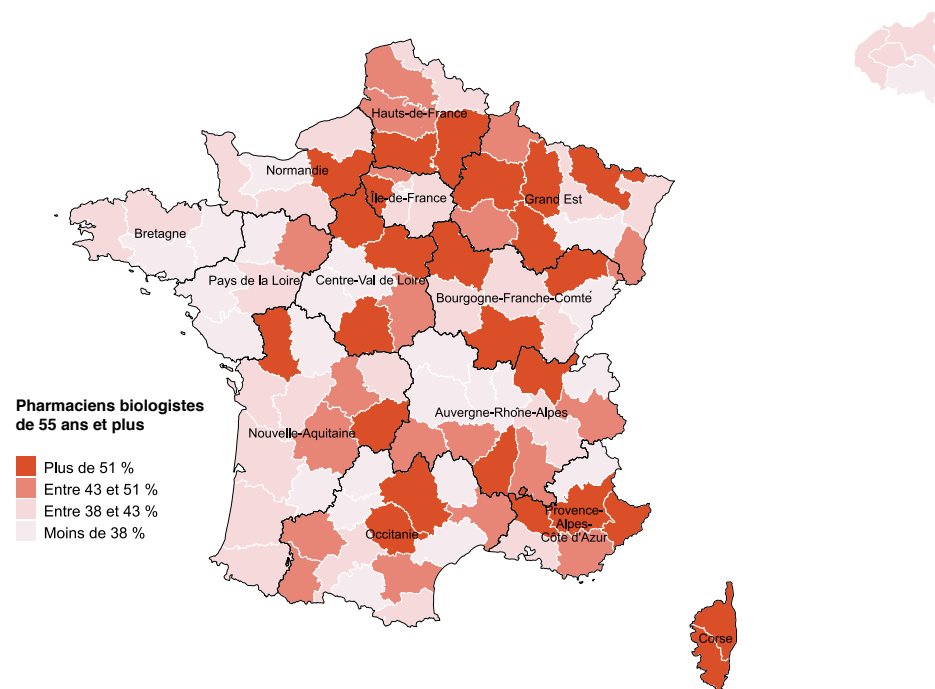 Hauts-de-France
Normandie
Île-de-France
Grand Est
Bretagne
Pays de la Loire
Centre-Val de Loire
Bourgogne-Franche-Comte
Pharmaciens biologistes
de 55 ans et plus
Auvergne-Rhone-Alpes
Nouvelle-Aquitaine
Plus de 51 %
Entre 43 et 51 %
Entre 38 et 43 %
Moins de 38 %
Provence-
Alpes-
Côte d'Azur
Occitanie
Corse